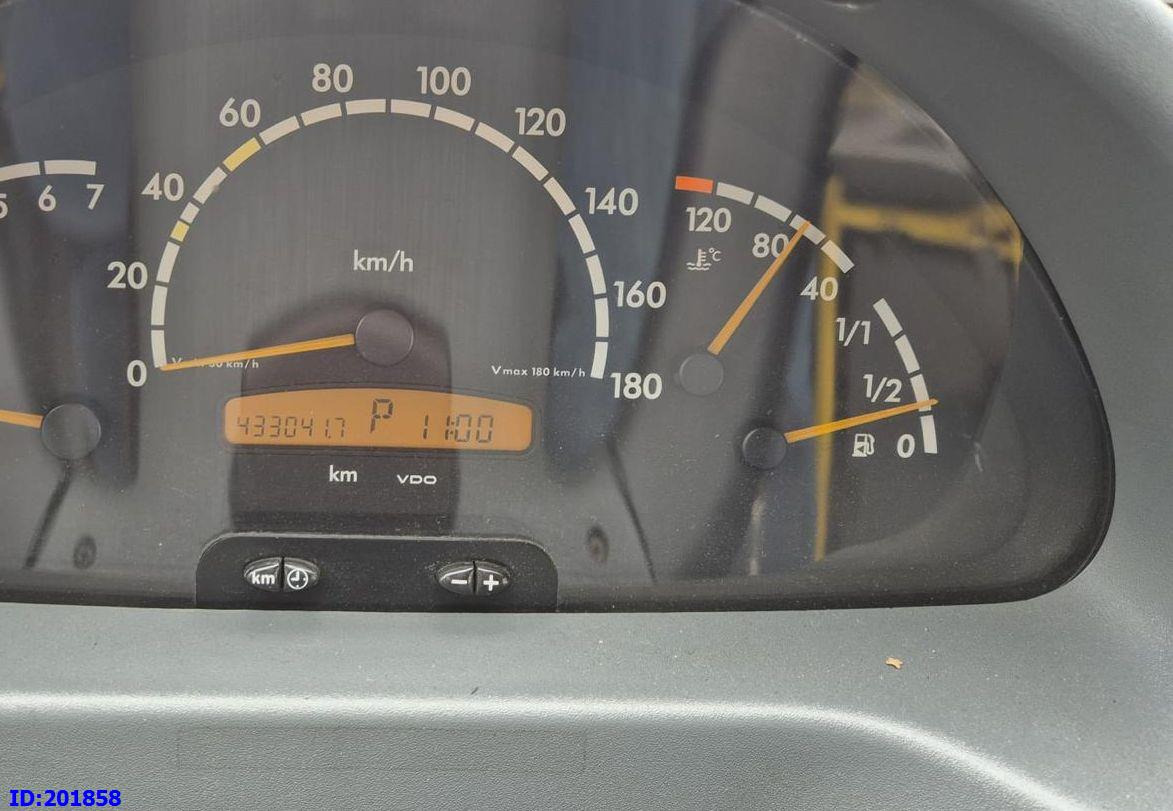 5 6 7
0 20 40 60 80 100 120 140 160 180
km/h
Vmax 180 km/h
433041.7 P 11:00
km VDO
km - +
120 80 40
°C
1/1 1/2 0
ID:201858